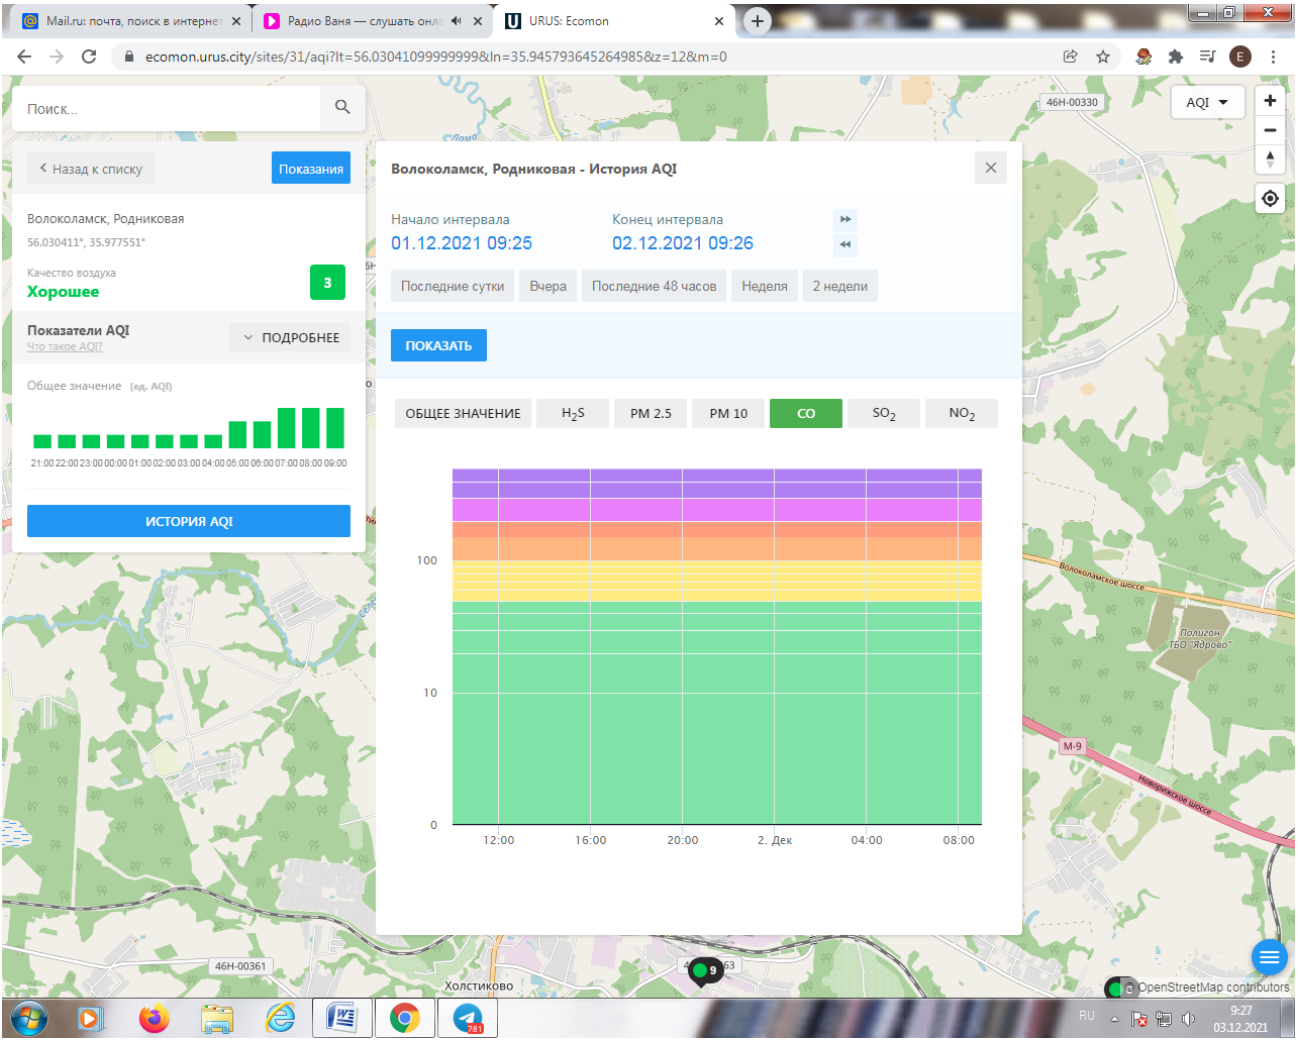 Mail.ru: почта, поиск в интернет
Радио Ваня — слушать онла
URUS: Ecomon
ecomon.urus.city/sites/31/aqi?lt=56.03041099999999&ln=35.945793645264985&z=12&m=0
E
Поиск...
46Н-00330
AQI
Назад к списку
Показания
Волоколамск, Родниковая
56.030411°, 35.977551°
Качество воздуха
Хорошее
3
Показатели AQI
Что такое AQI?
ПОДРОБНЕЕ
Общее значение (ед. AQI)
21:00 22:00 23:00 00:00 01:00 02:00 03:00 04:00 05:00 06:00 07:00 08:00 09:00
ИСТОРИЯ AQI
Волоколамск, Родниковая - История AQI
Начало интервала
Конец интервала
01.12.2021 09:25
02.12.2021 09:26
Последние сутки
Вчера
Последние 48 часов
Неделя
2 недели
ПОКАЗАТЬ
ОБЩЕЕ ЗНАЧЕНИЕ
H2S
PM 2.5
PM 10
CO
SO2
NO2
100
10
0
12:00
16:00
20:00
2. Дек
04:00
08:00
Волоколамское шоссе
Полигон
ТБО "Ядрово"
М-9
Новорижское шоссе
46Н-00361
Холстиково
9
63
OpenStreetMap contributors
781
RU
9:27
03.12.2021